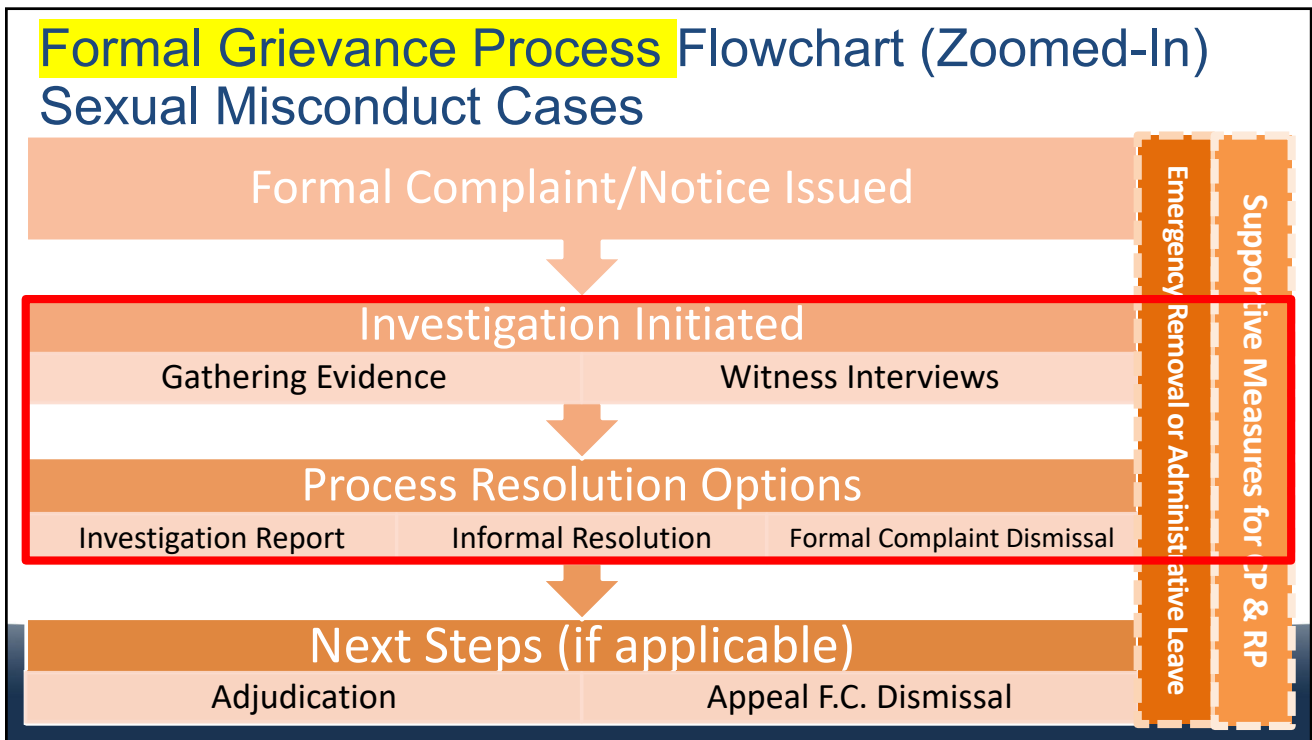 Formal Grievance Process Flowchart (Zoomed-In)
Sexual Misconduct Cases
Formal Complaint/Notice Issued
Investigation Initiated
Gathering Evidence
Witness Interviews
Process Resolution Options
Investigation Report
Informal Resolution
Formal Complaint Dismissal
Next Steps (if applicable)
Adjudication
Appeal F.C. Dismissal
Emergency Removal or Administrative Leave
Supportive Measures for CP & RP